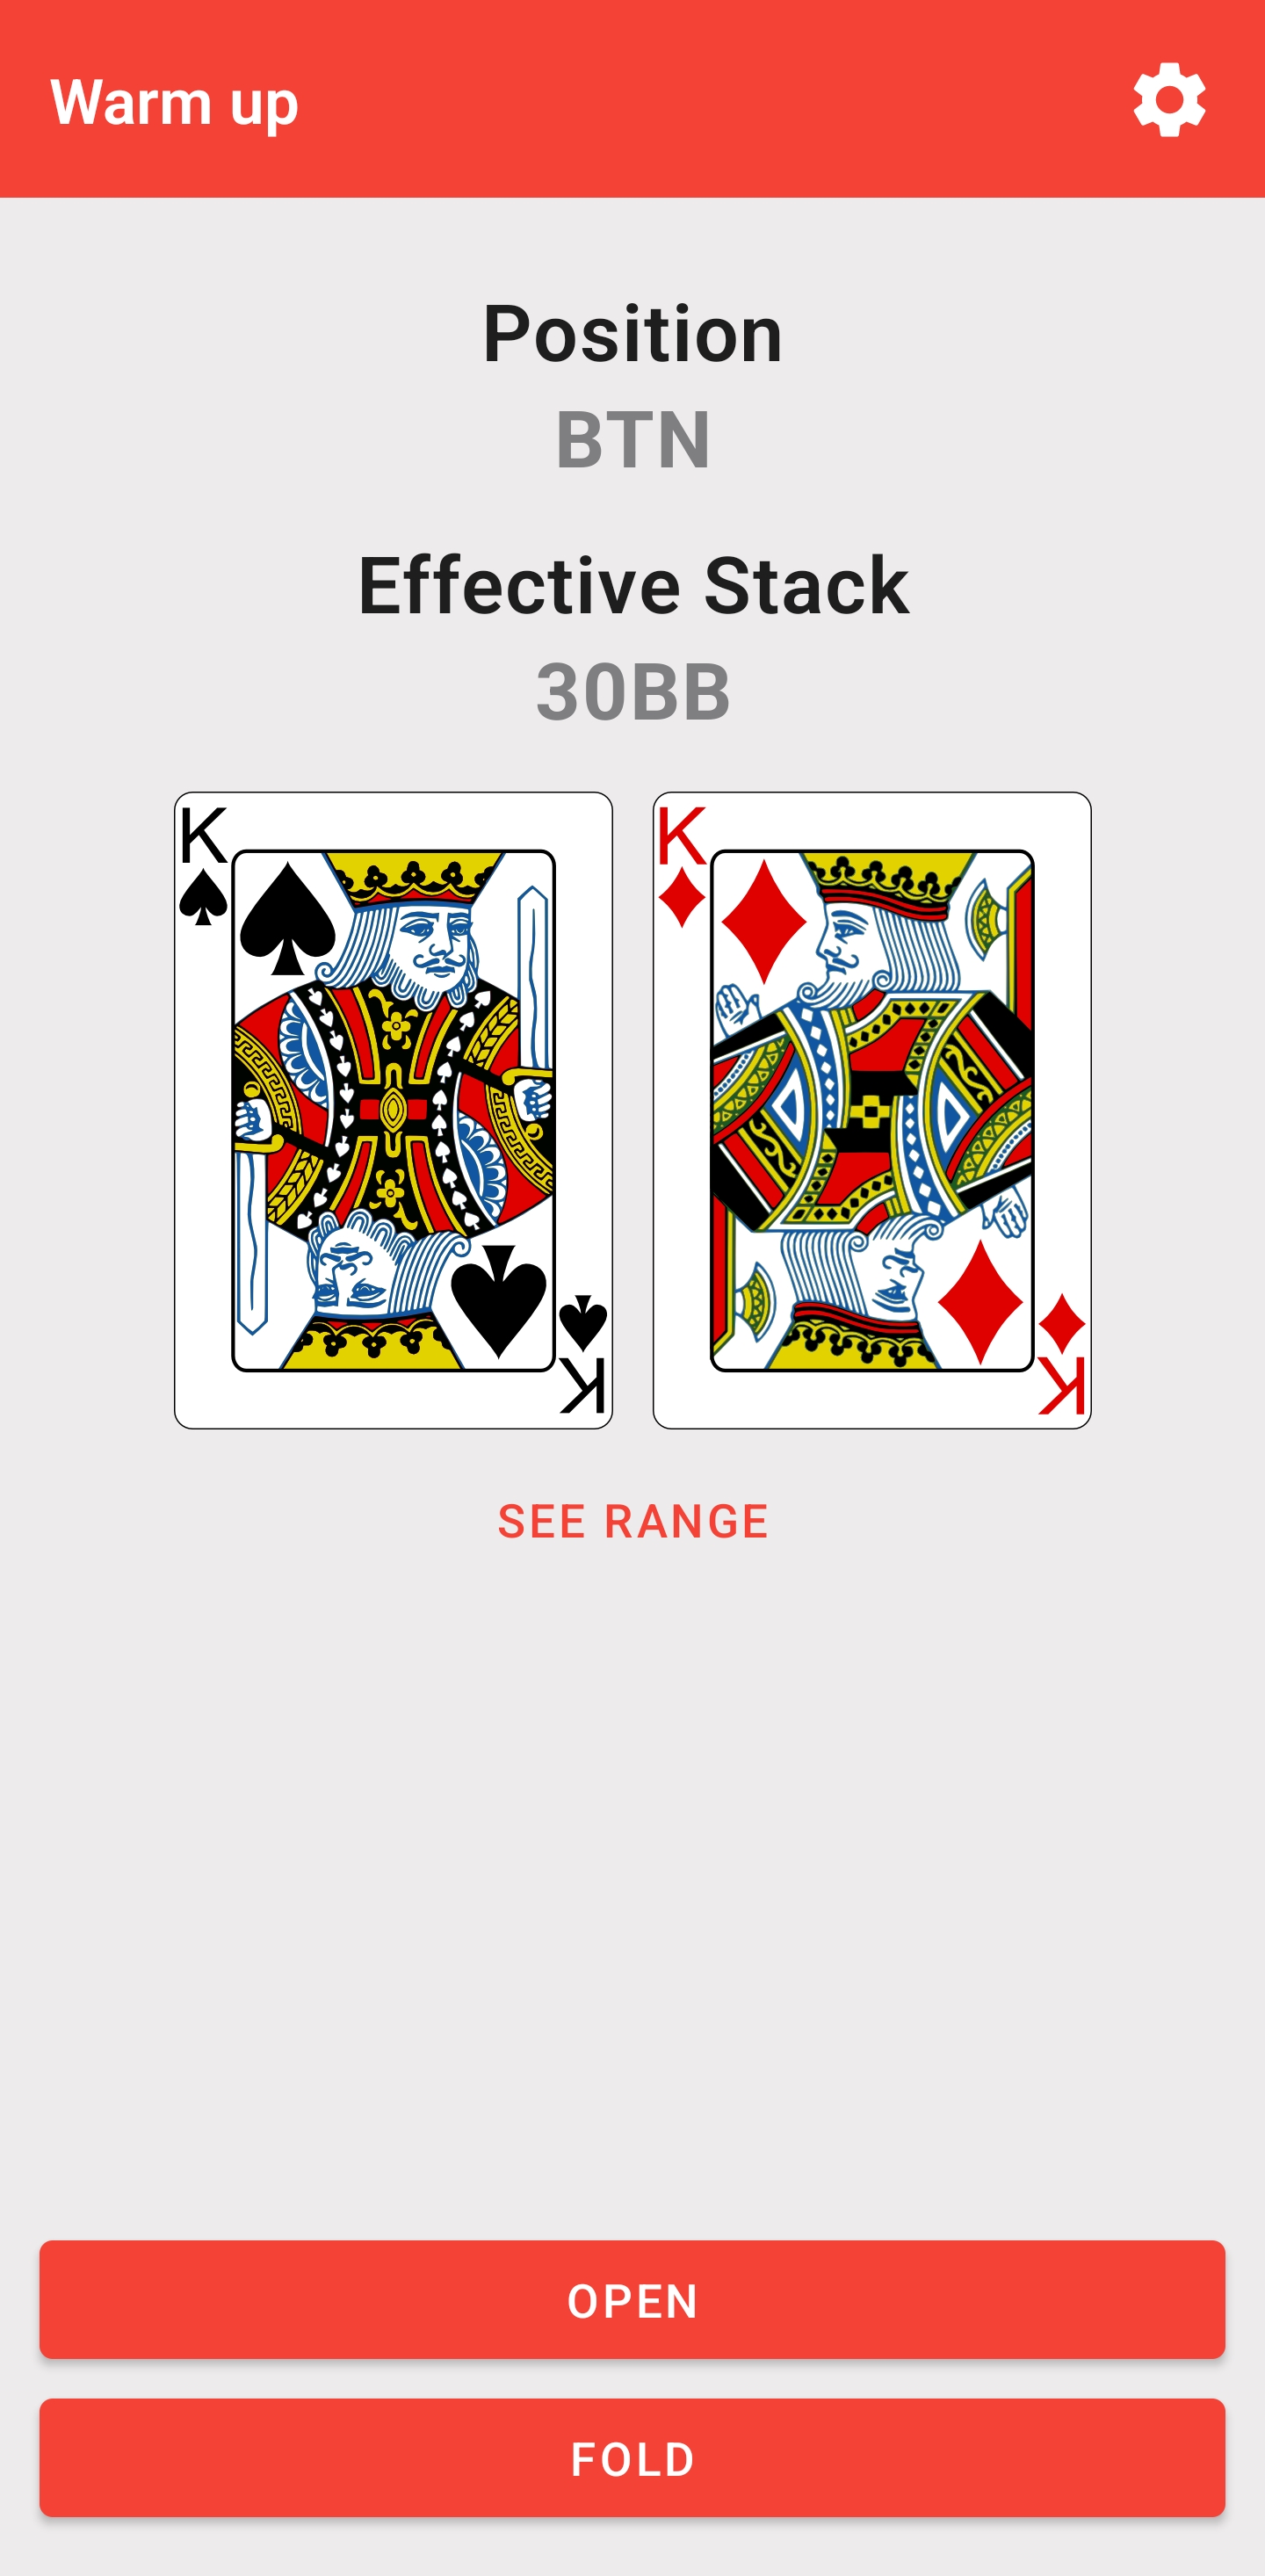 Warm up
Position
BTN
Effective Stack
30BB
K K
K K
SEE RANGE
OPEN
FOLD